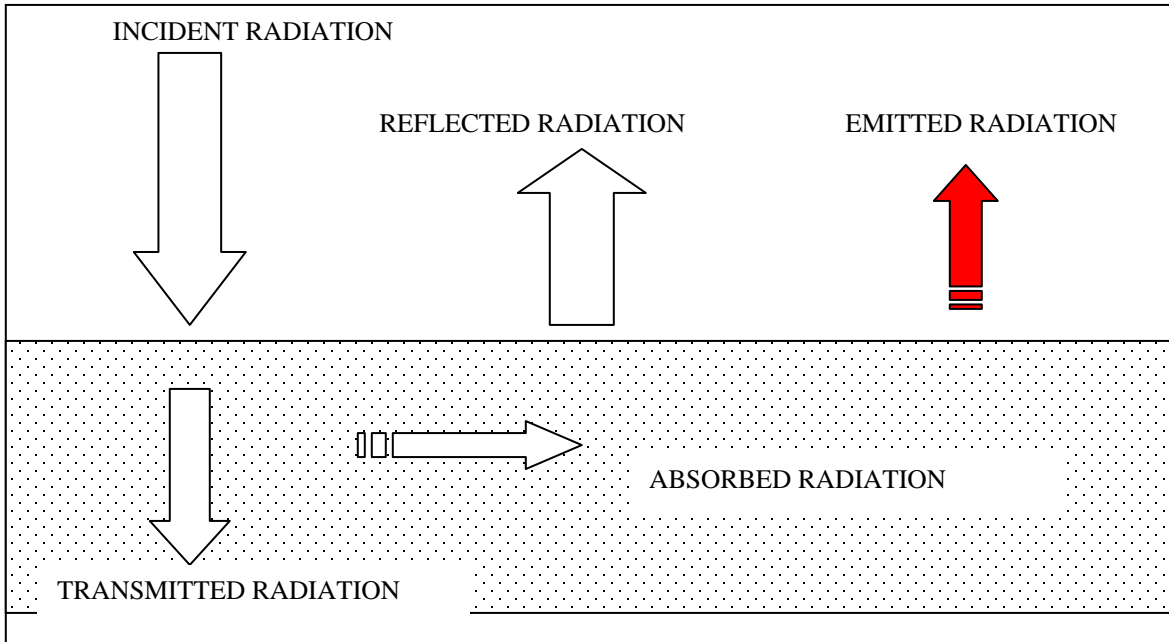 INCIDENT RADIATION
REFLECTED RADIATION
EMITTED RADIATION
ABSORBED RADIATION
TRANSMITTED RADIATION